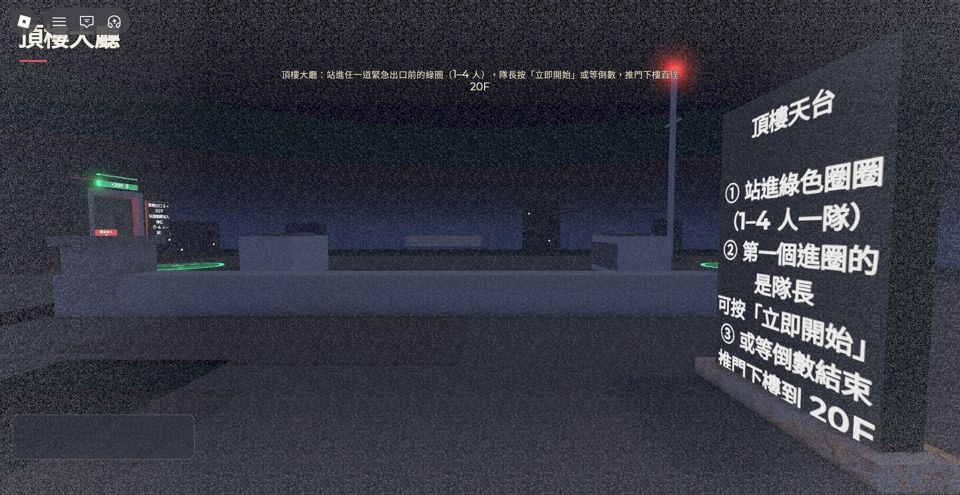 頂樓大廳
頂樓大廳：站進任一道緊急出口前的綠圈（1–4 人），隊長按「立即開始」或等倒數，推門下樓直達
20F
頂樓天台
① 站進綠色圈圈
（1–4 人一隊）
② 第一個進圈的
是隊長
可按「立即開始」
③ 或等倒數結束
推門下樓到 20F